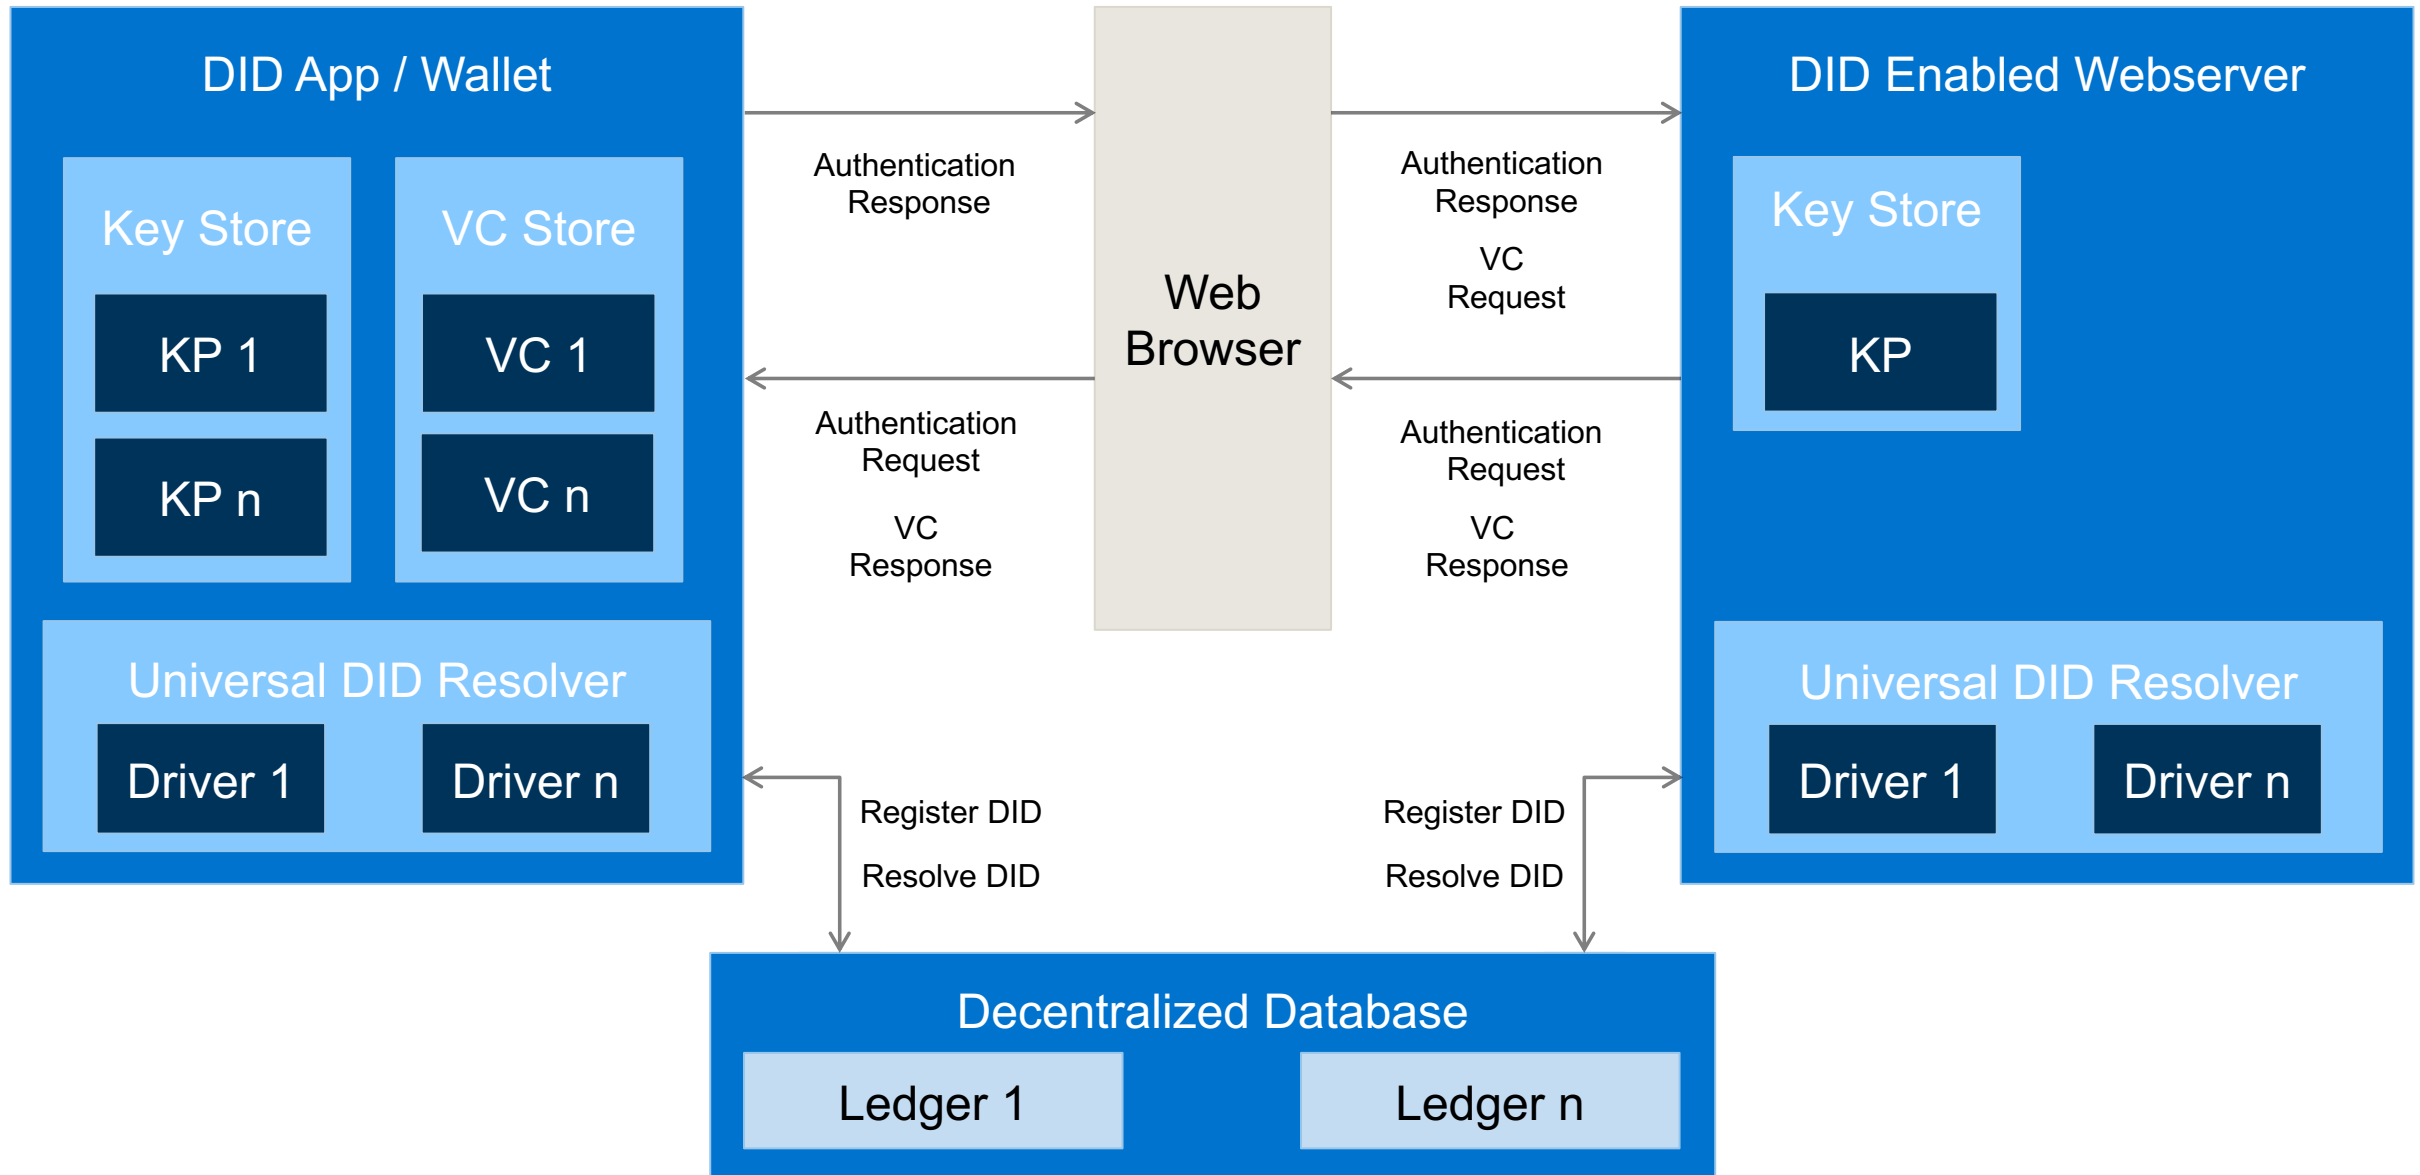 DID App / Wallet
Key Store
KP 1
KP n
VC Store
VC 1
VC n
Universal DID Resolver
Driver 1
Driver n
Authentication
Response
Authentication
Request
VC
Response
Web
Browser
Authentication
Response
VC
Request
Authentication
Request
VC
Response
DID Enabled Webserver
Key Store
KP
Universal DID Resolver
Driver 1
Driver n
Register DID
Resolve DID
Register DID
Resolve DID
Decentralized Database
Ledger 1
Ledger n